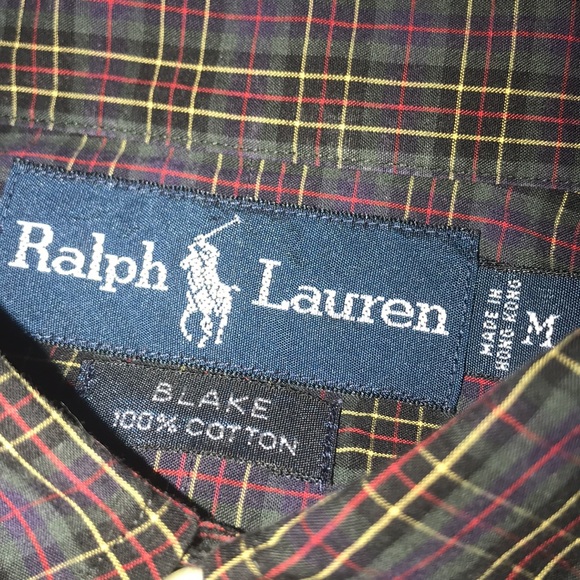 Ralph Lauren
MADE IN
HONG KONG
M
BLAKE
100% COTTON